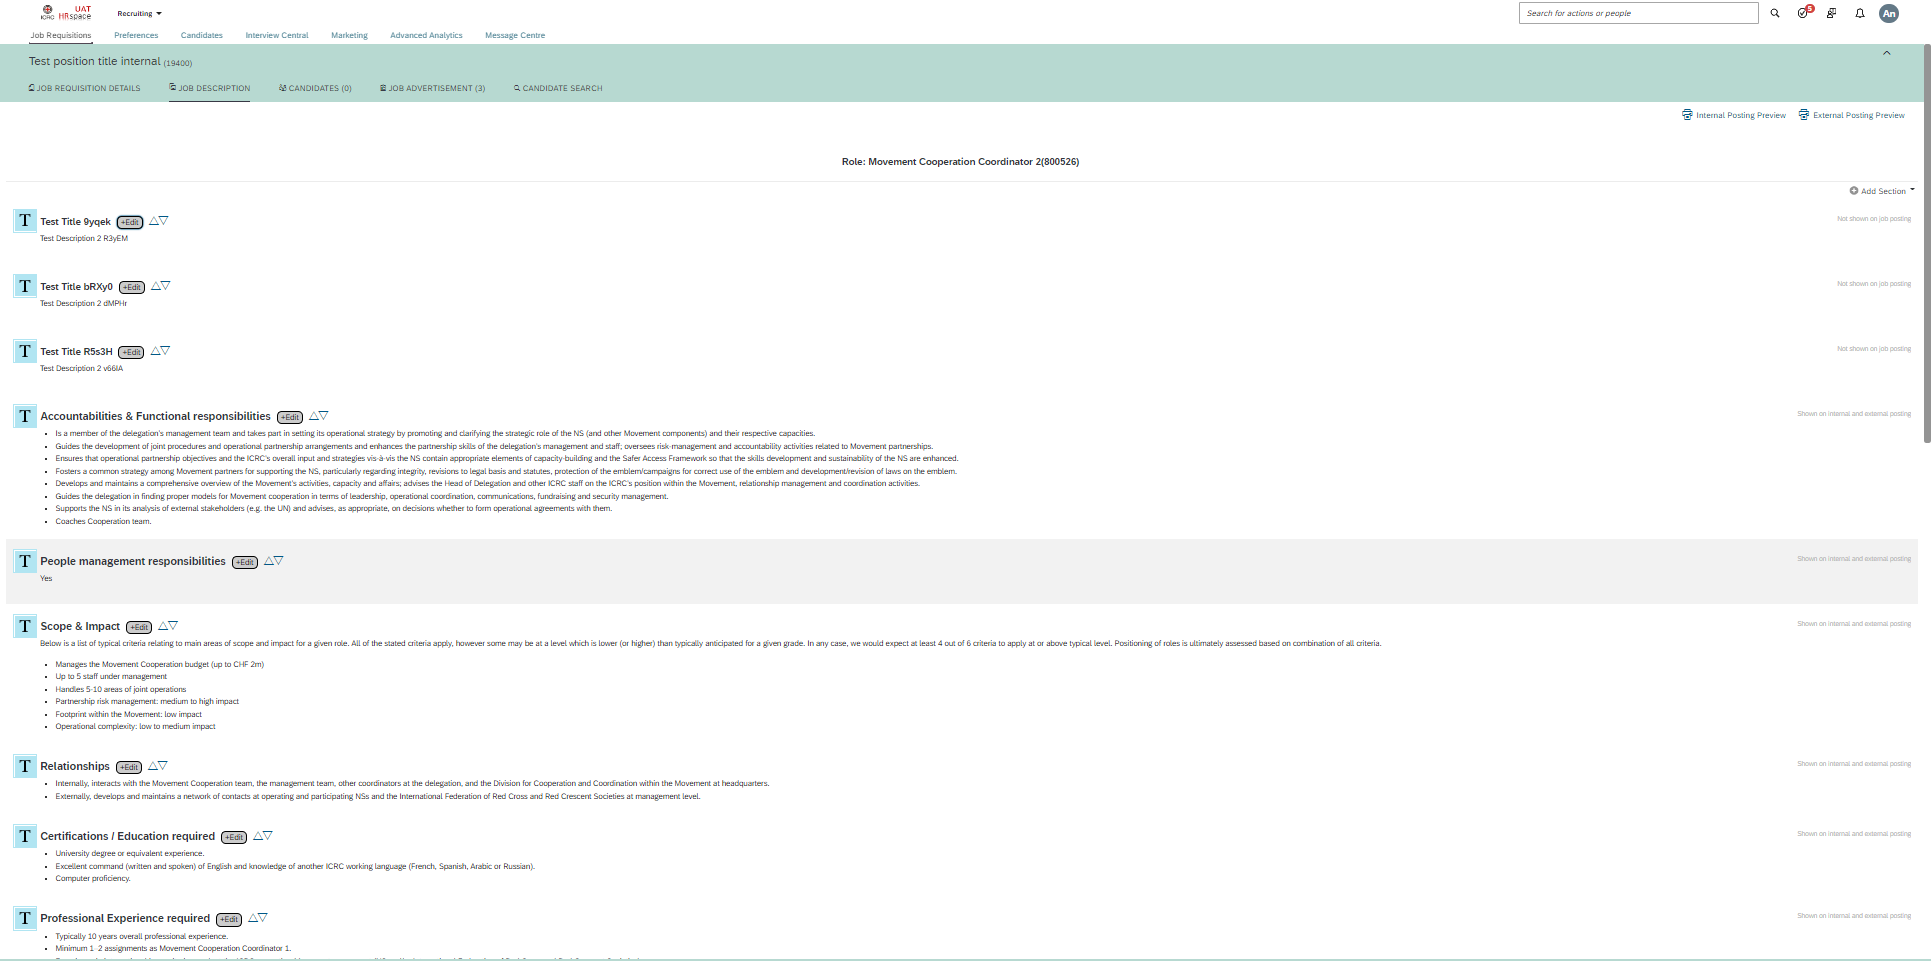 UAT
ICRC HRspace
Recruiting
Search for actions or people
5
An
Job Requisitions Preferences Candidates Interview Central Marketing Advanced Analytics Message Centre
Test position title internal (19400)
JOB REQUISITION DETAILS JOB DESCRIPTION CANDIDATES (0) JOB ADVERTISEMENT (3) CANDIDATE SEARCH
Internal Posting Preview External Posting Preview
Role: Movement Cooperation Coordinator 2(800526)
Add Section
T Test Title 9yqek +Edit Not shown on job posting
Test Description 2 R3yEM
T Test Title bRXy0 +Edit Not shown on job posting
Test Description 2 dMPHr
T Test Title R5s3H +Edit Not shown on job posting
Test Description 2 v66IA
T Accountabilities & Functional responsibilities +Edit Shown on internal and external posting
• Is a member of the delegation's management team and takes part in setting its operational strategy by promoting and clarifying the strategic role of the NS (and other Movement components) and their respective capacities.
• Guides the development of joint procedures and operational partnership arrangements and enhances the partnership skills of the delegation's management and staff; oversees risk-management and accountability activities related to Movement partnerships.
• Ensures that operational partnership objectives and the ICRC's overall input and strategies vis-à-vis the NS contain appropriate elements of capacity-building and the Safer Access Framework so that the skills development and sustainability of the NS are enhanced.
• Fosters a common strategy among Movement partners for supporting the NS, particularly regarding integrity, revisions to legal basis and statutes, protection of the emblem/campaigns for correct use of the emblem and development/revision of laws on the emblem.
• Develops and maintains a comprehensive overview of the Movement's activities, capacity and affairs; advises the Head of Delegation and other ICRC staff on the ICRC's position within the Movement, relationship management and coordination activities.
• Guides the delegation in finding proper models for Movement cooperation in terms of leadership, operational coordination, communications, fundraising and security management.
• Supports the NS in its analysis of external stakeholders (e.g. the UN) and advises, as appropriate, on decisions whether to form operational agreements with them.
• Coaches Cooperation team.
T People management responsibilities +Edit Shown on internal and external posting
Yes
T Scope & Impact +Edit Shown on internal and external posting
Below is a list of typical criteria relating to main areas of scope and impact for a given role. All of the stated criteria apply, however some may be at a level which is lower (or higher) than typically anticipated for a given grade. In any case, we would expect at least 4 out of 6 criteria to apply at or above typical level. Positioning of roles is ultimately assessed based on combination of all criteria.
• Manages the Movement Cooperation budget (up to CHF 2m)
• Up to 5 staff under management
• Handles 5-10 areas of joint operations
• Partnership risk management: medium to high impact
• Footprint within the Movement: low impact
• Operational complexity: low to medium impact
T Relationships +Edit Shown on internal and external posting
• Internally, interacts with the Movement Cooperation team, the management team, other coordinators at the delegation, and the Division for Cooperation and Coordination within the Movement at headquarters.
• Externally, develops and maintains a network of contacts at operating and participating NSs and the International Federation of Red Cross and Red Crescent Societies at management level.
T Certifications / Education required +Edit Shown on internal and external posting
• University degree or equivalent experience.
• Excellent command (written and spoken) of English and knowledge of another ICRC working language (French, Spanish, Arabic or Russian).
• Computer proficiency.
T Professional Experience required +Edit Shown on internal and external posting
• Typically 10 years overall professional experience.
• Minimum 1-2 assignments as Movement Cooperation Coordinator 1.